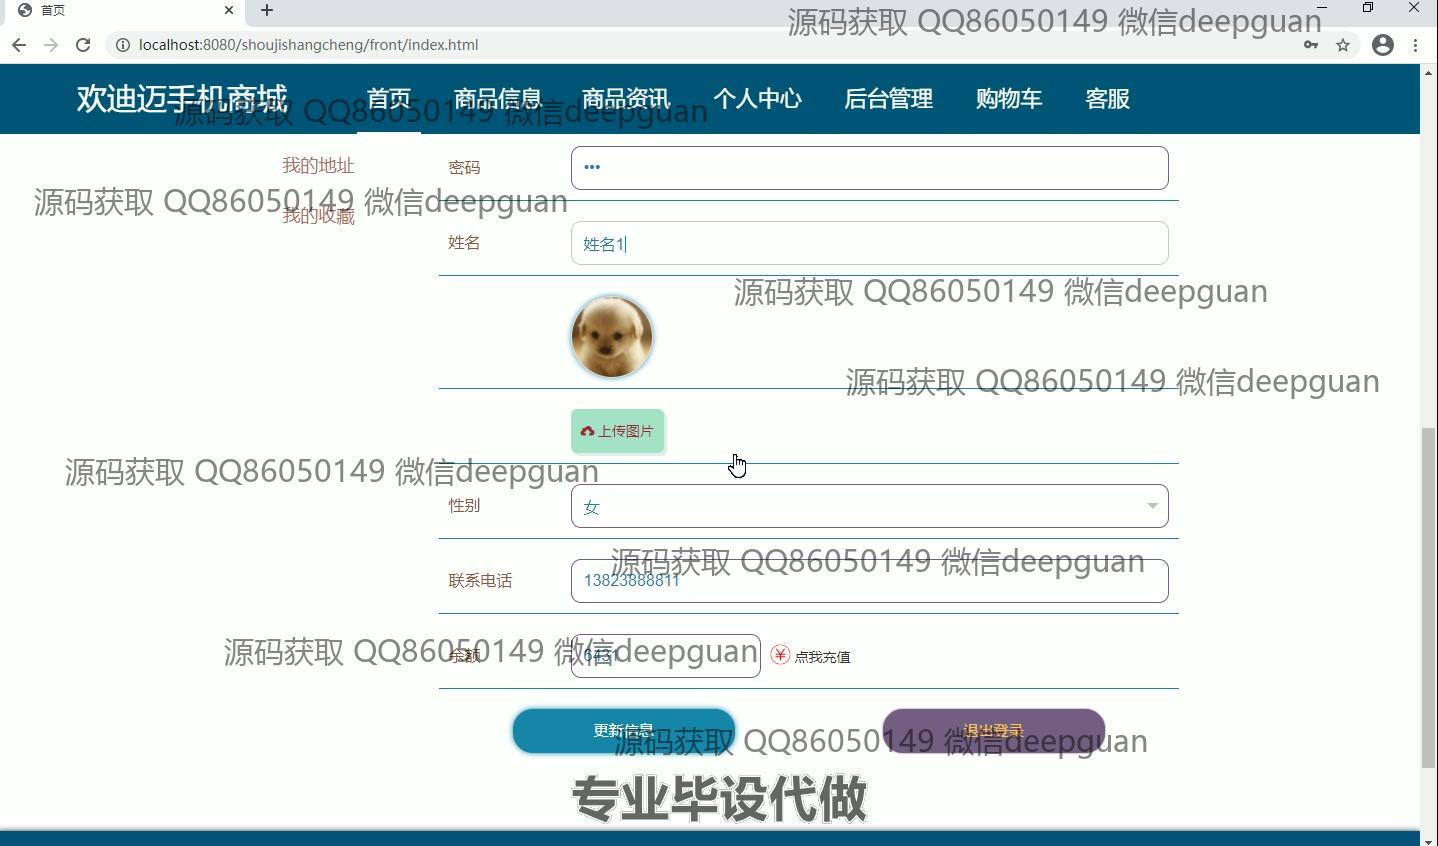 首页
localhost:8080/shoujishangcheng/front/index.html
源码获取 QQ86050149 微信deepguan
欢迪迈手机商城 首页 商品信息 商品资讯 个人中心 后台管理 购物车 客服
源码获取 QQ86050149 微信deepguan
我的地址
密码 •••
源码获取 QQ86050149 微信deepguan
我的收藏
姓名 姓名1
源码获取 QQ86050149 微信deepguan
源码获取 QQ86050149 微信deepguan
上传图片
源码获取 QQ86050149 微信deepguan
性别 女
源码获取 QQ86050149 微信deepguan
联系电话 13823888811
源码获取 QQ86050149 微信deepguan
余额 6431 ¥ 点我充值
更新信息 退出登录
源码获取 QQ86050149 微信deepguan
专业毕设代做